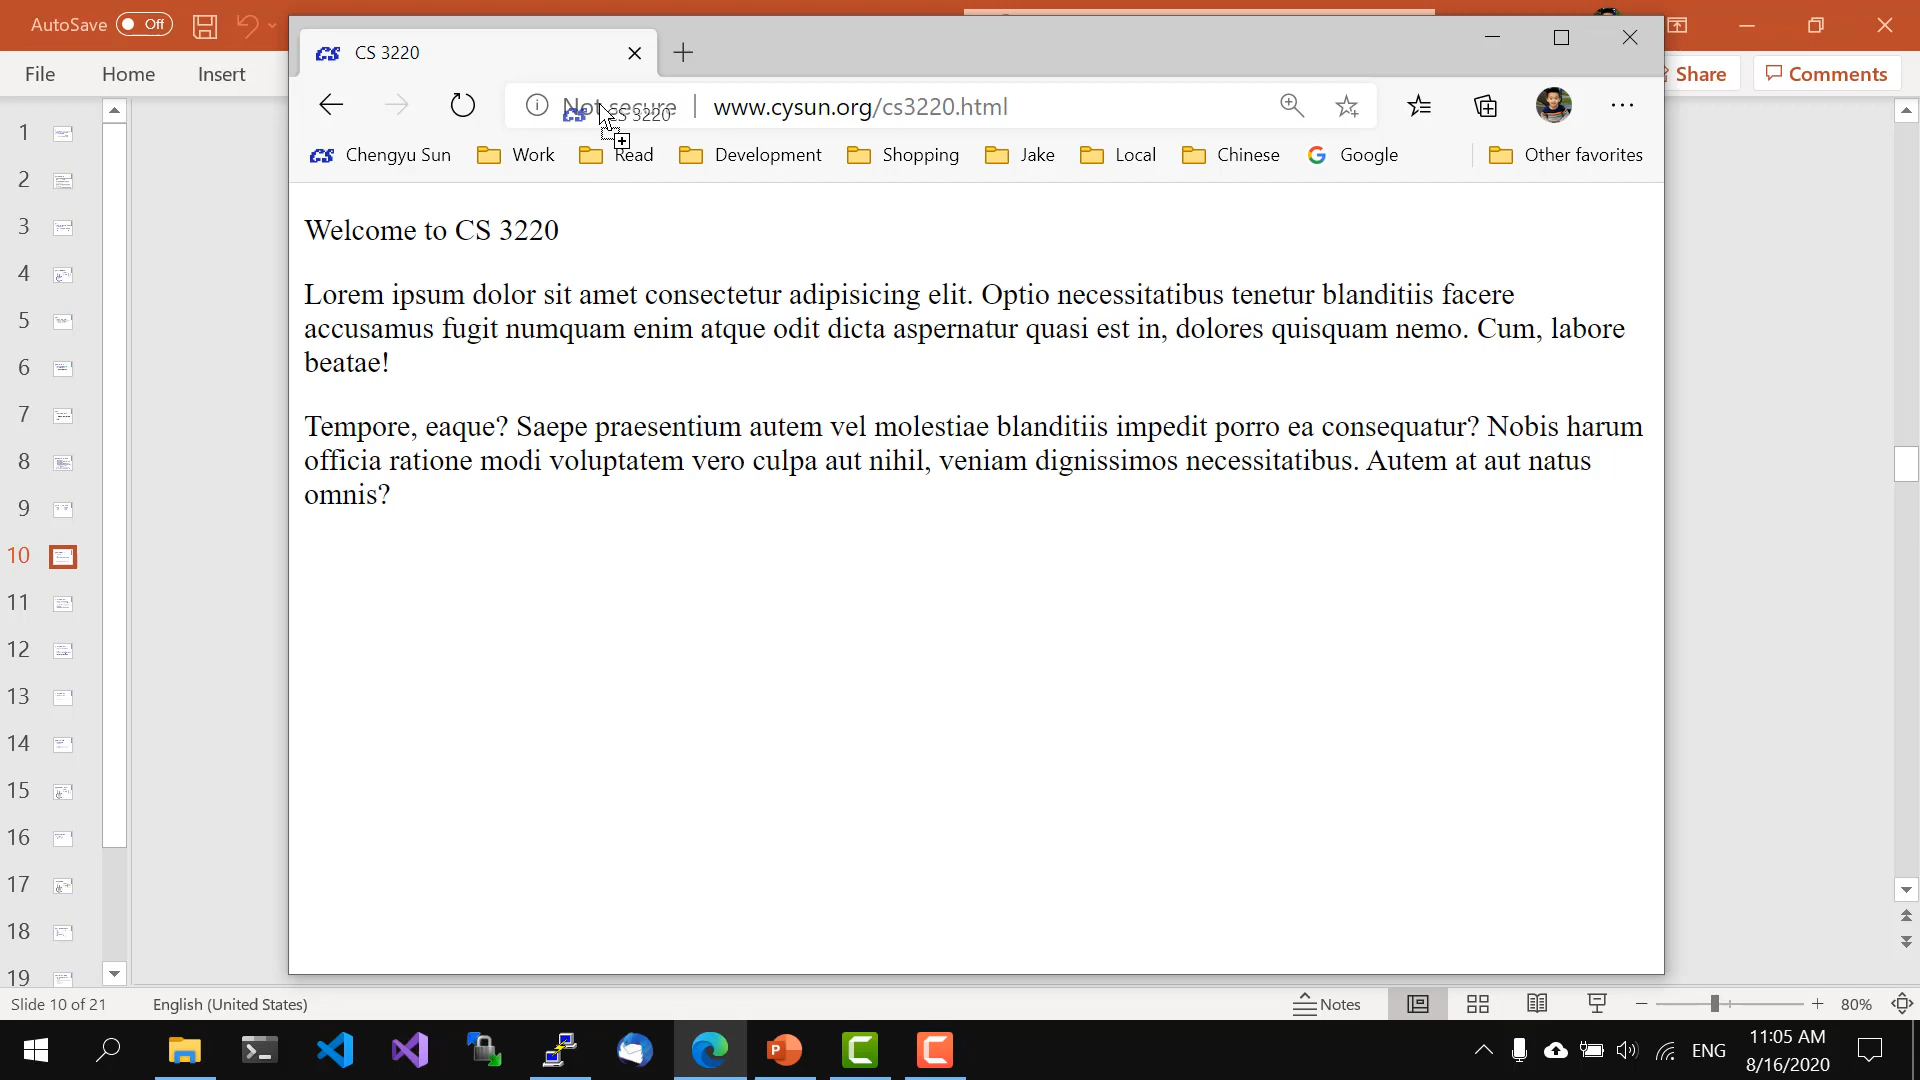 AutoSave Off
File Home Insert
Share Comments
CS CS 3220
Not secure | www.cysun.org/cs3220.html
CS CS 3220
CS Chengyu Sun Work Read Development Shopping Jake Local Chinese Google Other favorites
Welcome to CS 3220
Lorem ipsum dolor sit amet consectetur adipisicing elit. Optio necessitatibus tenetur blanditiis facere
accusamus fugit numquam enim atque odit dicta aspernatur quasi est in, dolores quisquam nemo. Cum, labore
beatae!
Tempore, eaque? Saepe praesentium autem vel molestiae blanditiis impedit porro ea consequatur? Nobis harum
officia ratione modi voluptatem vero culpa aut nihil, veniam dignissimos necessitatibus. Autem at aut natus
omnis?
1
2
3
4
5
6
7
8
9
10
11
12
13
14
15
16
17
18
19
Slide 10 of 21 English (United States) Notes 80%
ENG
11:05 AM
8/16/2020